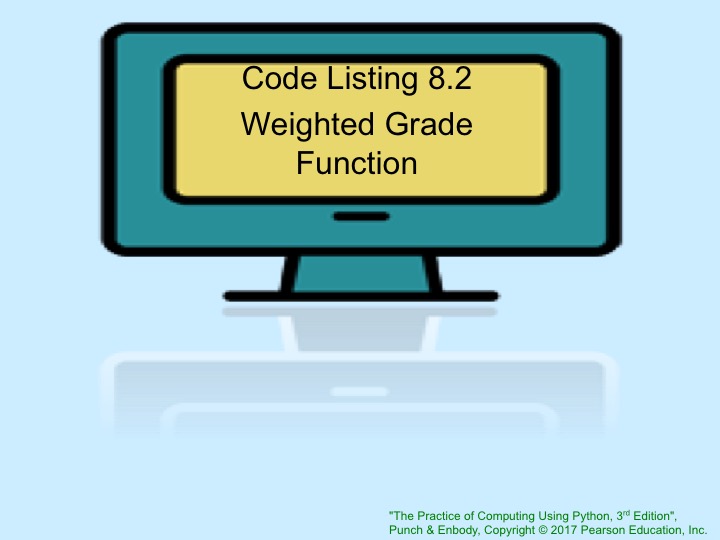 Code Listing 8.2
Weighted Grade
Function
"The Practice of Computing Using Python, 3rd Edition",
Punch & Enbody, Copyright © 2017 Pearson Education, Inc.